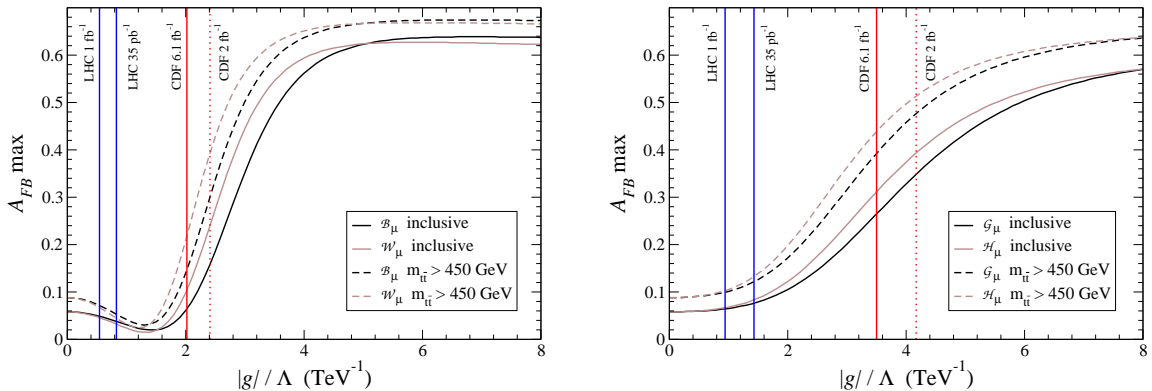 LHC 1 fb⁻¹
LHC 35 pb⁻¹
CDF 6.1 fb⁻¹
CDF 2 fb⁻¹
A_FB max
0.6
0.5
0.4
0.3
0.2
0.1
0
ℬ_μ inclusive
𝒲_μ inclusive
ℬ_μ m_tt̄ > 450 GeV
𝒲_μ m_tt̄ > 450 GeV
0 2 4 6 8
|g| / Λ (TeV⁻¹)
LHC 1 fb⁻¹
LHC 35 pb⁻¹
CDF 6.1 fb⁻¹
CDF 2 fb⁻¹
A_FB max
0.6
0.5
0.4
0.3
0.2
0.1
0
𝒢_μ inclusive
ℋ_μ inclusive
𝒢_μ m_tt̄ > 450 GeV
ℋ_μ m_tt̄ > 450 GeV
0 2 4 6 8
|g| / Λ (TeV⁻¹)